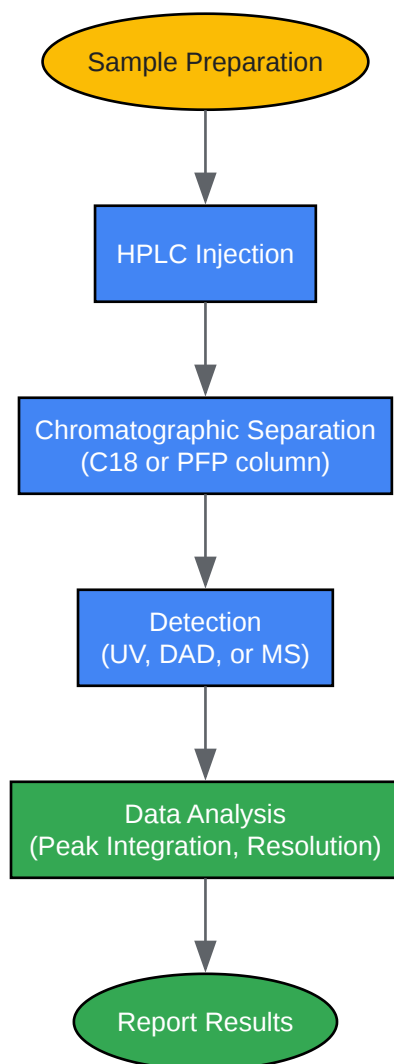 Sample Preparation
HPLC Injection
Chromatographic Separation
(C18 or PFP column)
Detection
(UV, DAD, or MS)
Data Analysis
(Peak Integration, Resolution)
Report Results